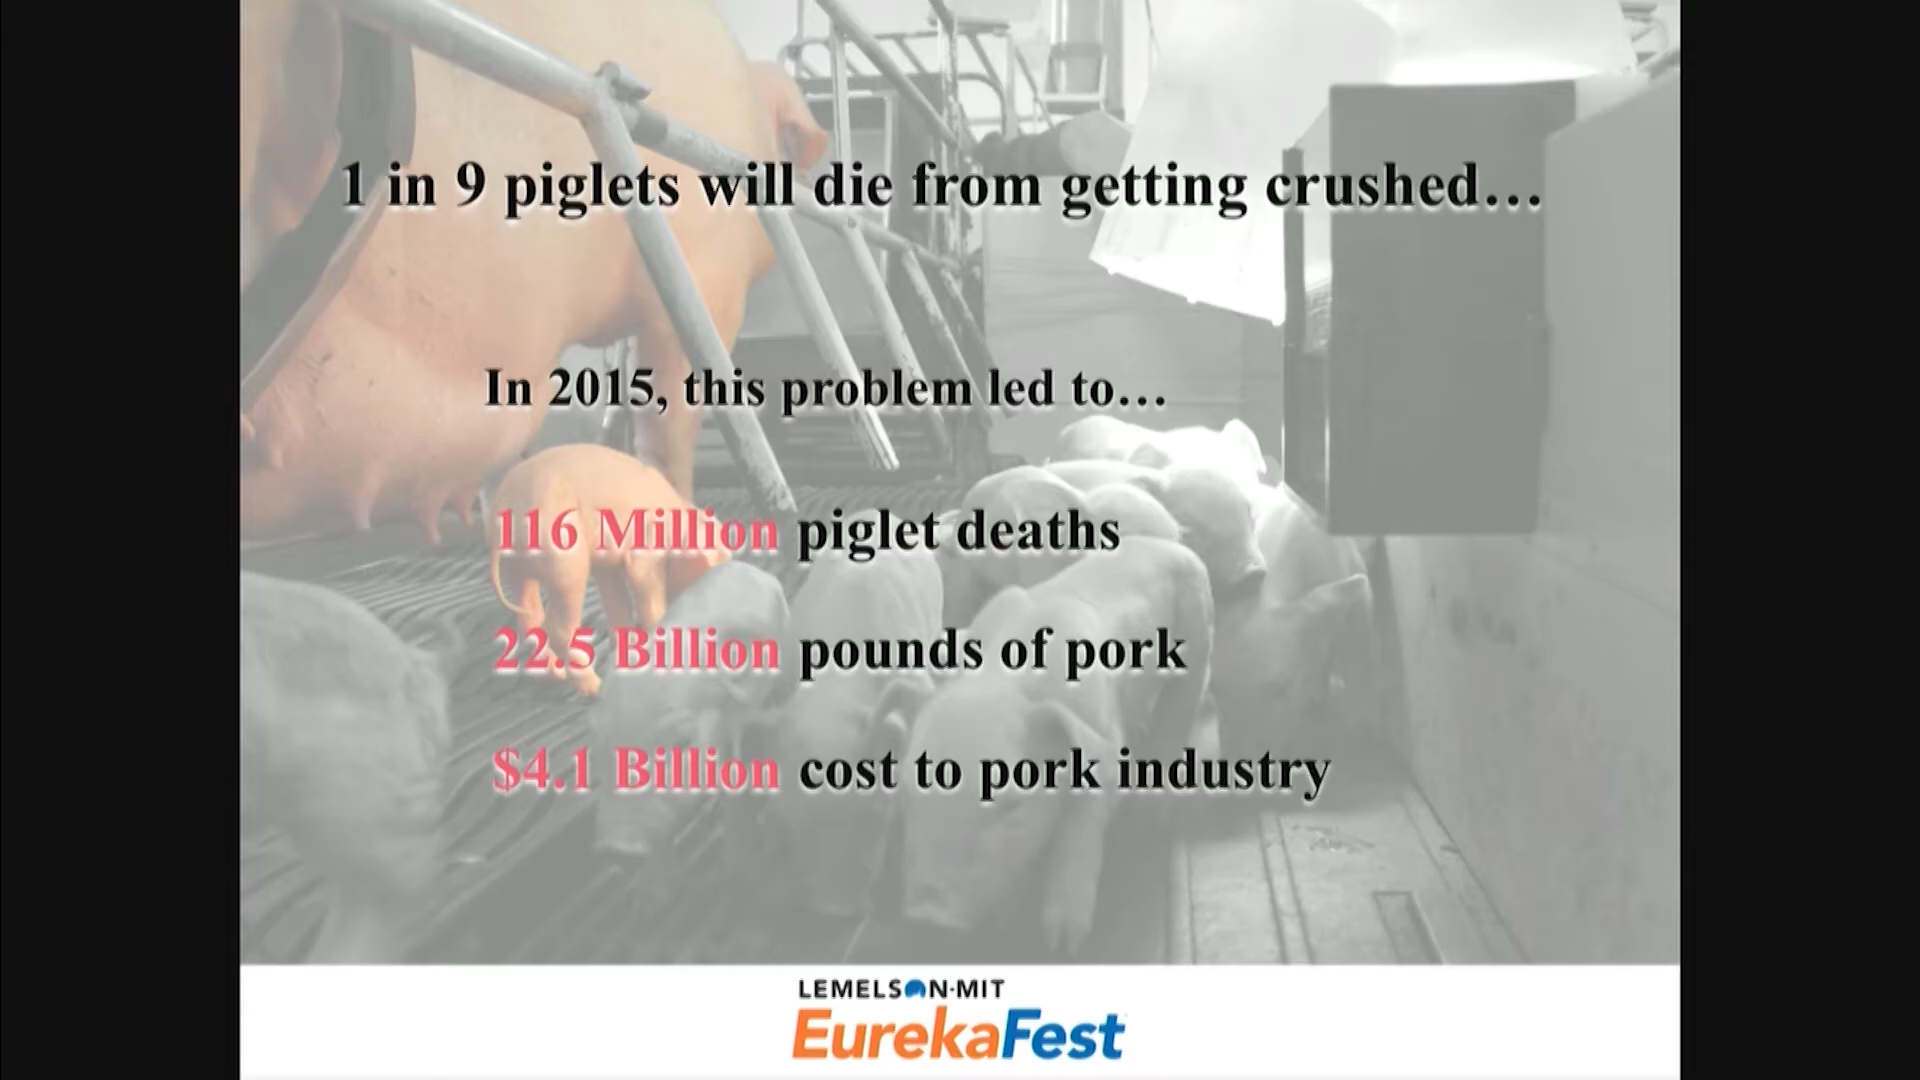 1 in 9 piglets will die from getting crushed...
In 2015, this problem led to...
116 Million piglet deaths
22.5 Billion pounds of pork
$4.1 Billion cost to pork industry
LEMELSON-MIT
EurekaFest